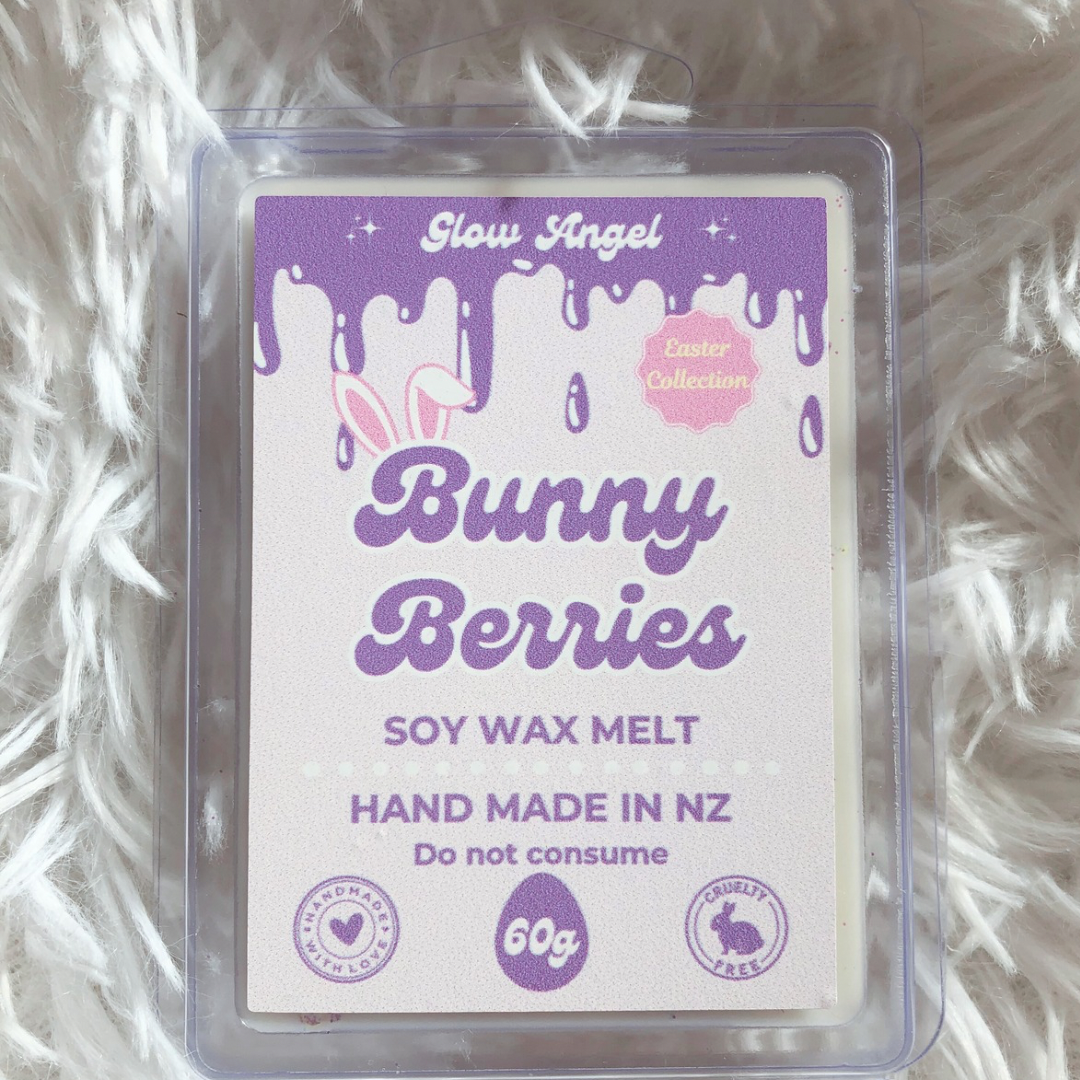 Glow Angel
Easter
Collection
Bunny
Berries
SOY WAX MELT
HAND MADE IN NZ
Do not consume
HANDMADE
WITH LOVE
60g
CRUELTY
FREE